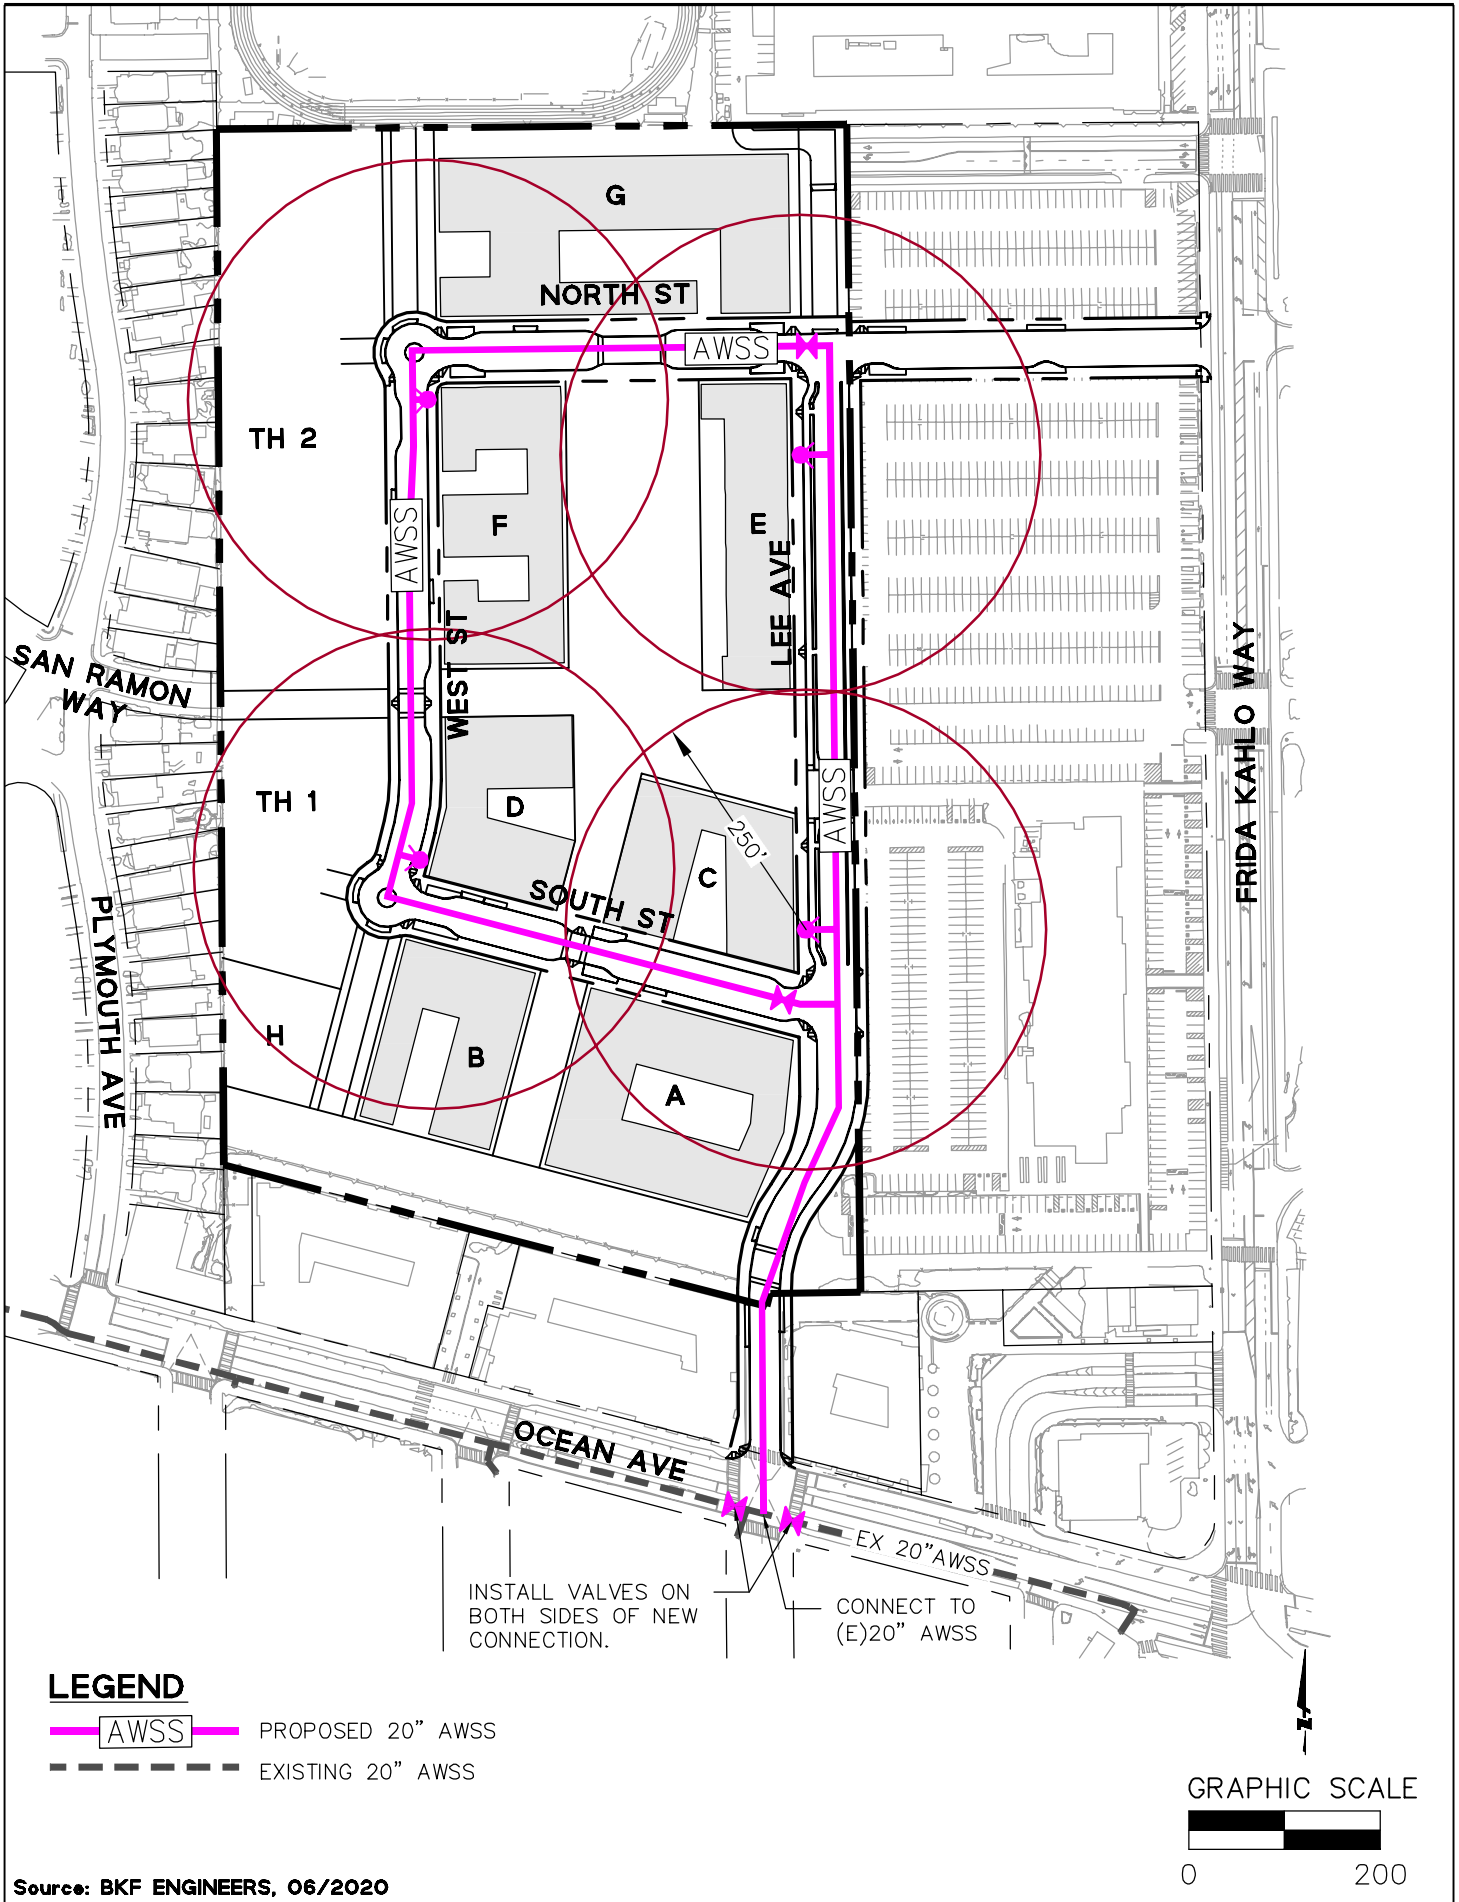 G
NORTH ST
AWSS
TH 2
AWSS
F
E
LEE AVE
WEST ST
SAN RAMON
WAY
FRIDA KAHLO WAY
TH 1
D
AWSS
250'
C
SOUTH ST
PLYMOUTH AVE
H
B
A
OCEAN AVE
EX 20"AWSS
INSTALL VALVES ON
BOTH SIDES OF NEW
CONNECTION.
CONNECT TO
(E)20" AWSS
LEGEND
AWSS
PROPOSED 20" AWSS
EXISTING 20" AWSS
GRAPHIC SCALE
0 200
Source: BKF ENGINEERS, 06/2020